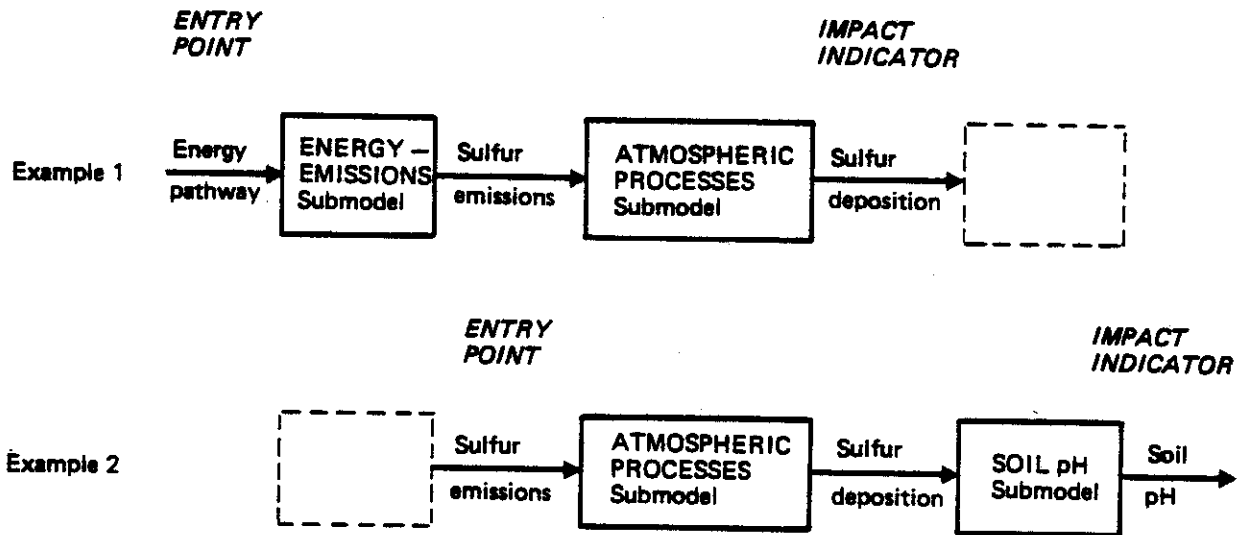 ENTRY
POINT
IMPACT
INDICATOR
Example 1
Energy
pathway
ENERGY —
EMISSIONS
Submodel
Sulfur
emissions
ATMOSPHERIC
PROCESSES
Submodel
Sulfur
deposition
ENTRY
POINT
IMPACT
INDICATOR
Example 2
Sulfur
emissions
ATMOSPHERIC
PROCESSES
Submodel
Sulfur
deposition
SOIL pH
Submodel
Soil
pH